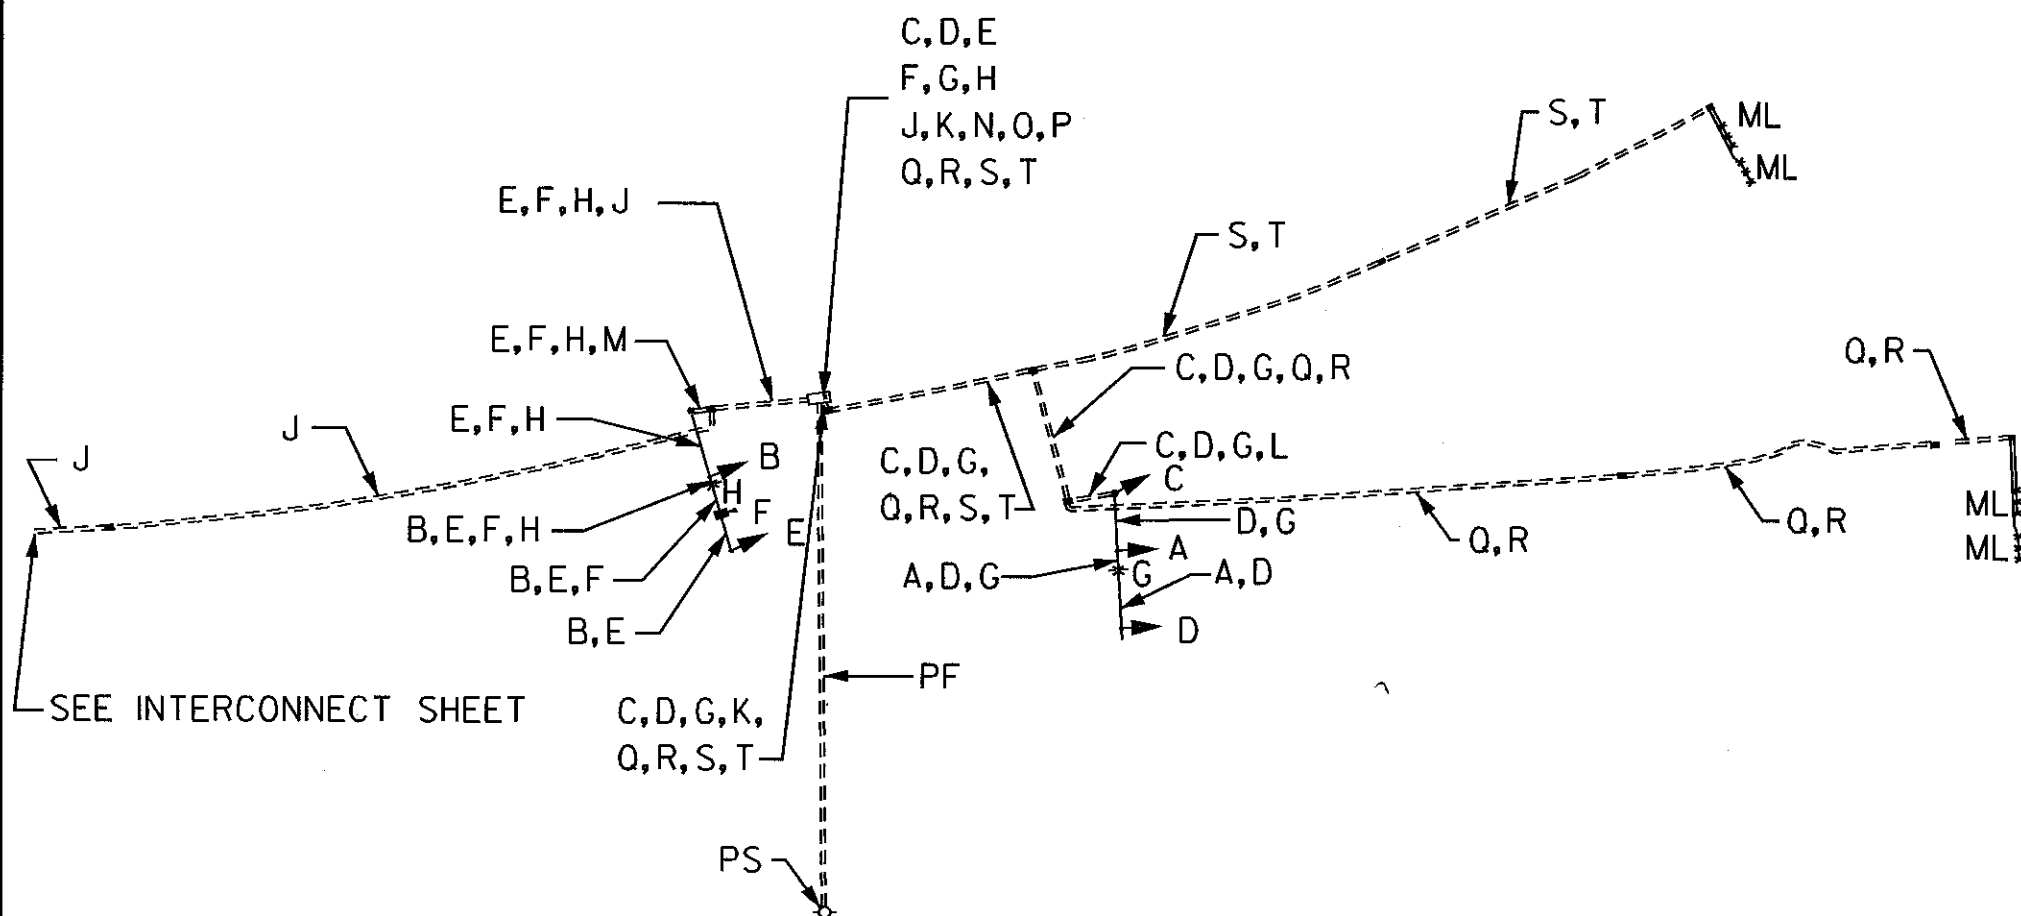 C,D,E
F,G,H
J,K,N,O,P
Q,R,S,T
S,T
ML
ML
E,F,H,J
S,T
E,F,H,M
C,D,G,Q,R
Q,R
E,F,H
J
J
B
C,D,G,
Q,R,S,T
C,D,G,L
C
H
F
E
B,E,F,H
D,G
Q,R
Q,R
ML
ML
A
A,D,G
G
A,D
B,E,F
B,E
D
PF
SEE INTERCONNECT SHEET
C,D,G,K,
Q,R,S,T
PS